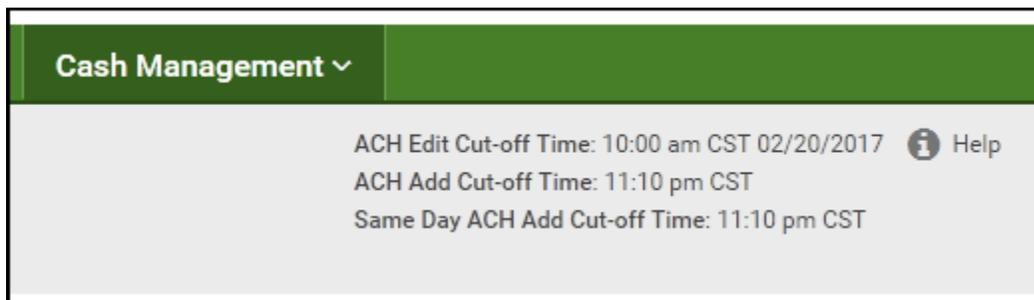 Cash Management
ACH Edit Cut-off Time: 10:00 am CST 02/20/2017 Help
ACH Add Cut-off Time: 11:10 pm CST
Same Day ACH Add Cut-off Time: 11:10 pm CST